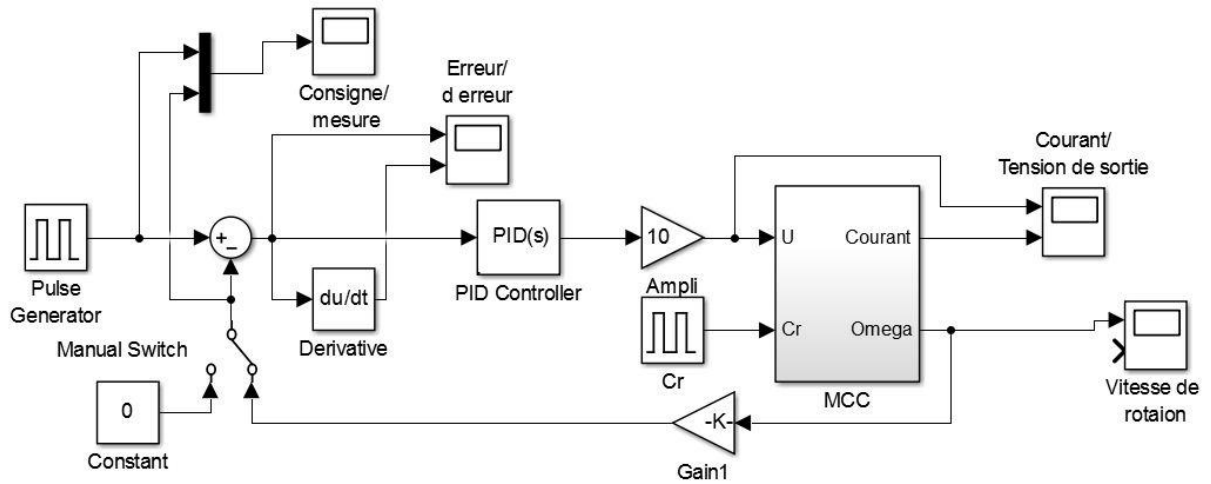 Consigne/
mesure
Erreur/
d erreur
Courant/
Tension de sortie
Pulse
Generator
+
_
PID(s)
PID Controller
10
Ampli
U
Courant
Cr
Omega
MCC
du/dt
Derivative
Cr
Manual Switch
0
Constant
-K-
Gain1
Vitesse de
rotaion